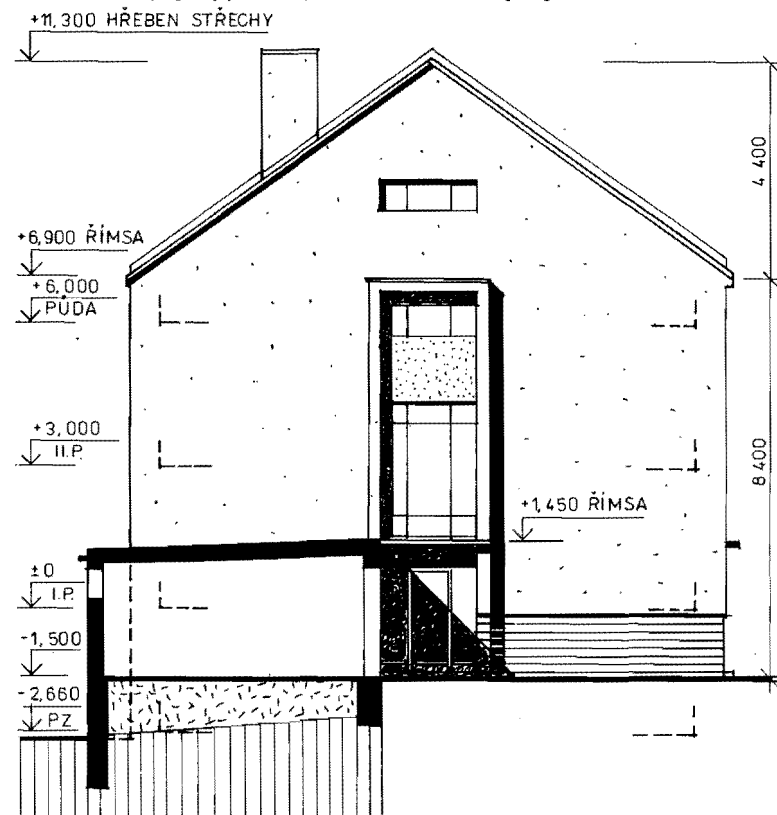 +11,300 HŘEBEN STŘECHY
4 400
+6,900 ŘÍMSA
+6,000
PŮDA
+3,000
II.P.
8 400
+1,450 ŘÍMSA
±0
I.P.
-1,500
-2,660
PZ